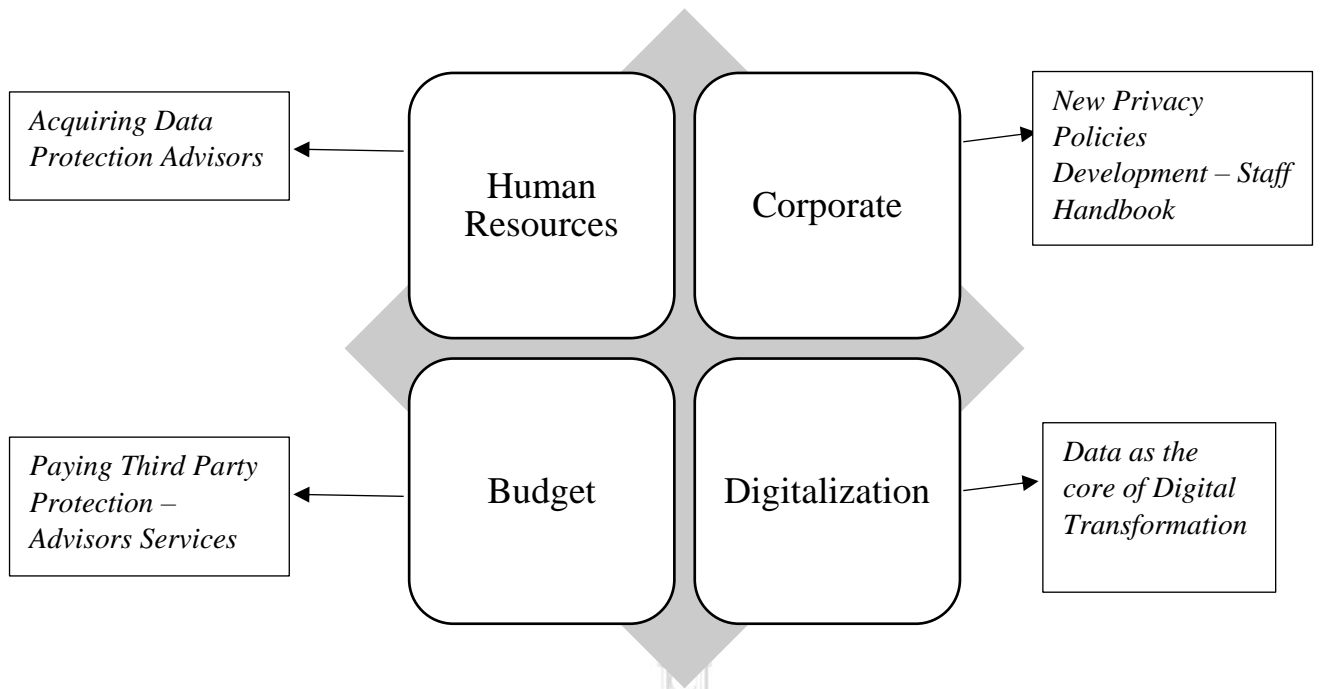 Acquiring Data
Protection Advisors
Human
Resources
Corporate
New Privacy
Policies
Development – Staff
Handbook
Paying Third Party
Protection –
Advisors Services
Budget
Digitalization
Data as the
core of Digital
Transformation